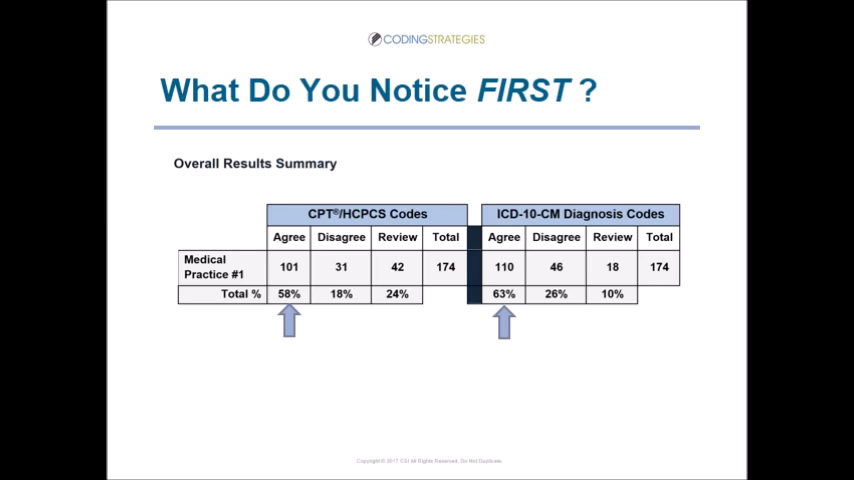 CODINGSTRATEGIES
What Do You Notice FIRST ?
Overall Results Summary
CPT®/HCPCS Codes ICD-10-CM Diagnosis Codes
Agree Disagree Review Total Agree Disagree Review Total
Medical
Practice #1 101 31 42 174 110 46 18 174
Total % 58% 18% 24% 63% 26% 10%
Copyright © 2017 CSI All Rights Reserved. Do Not Duplicate.